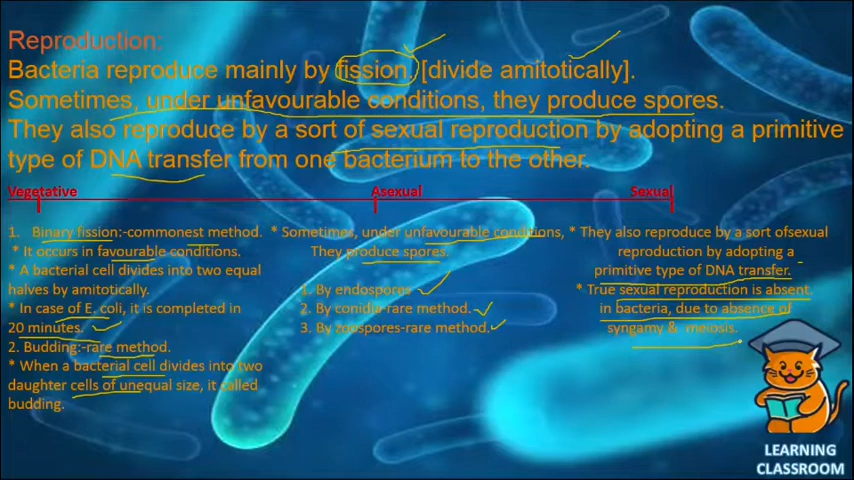 Reproduction:
Bacteria reproduce mainly by fission. [divide amitotically].
Sometimes, under unfavourable conditions, they produce spores.
They also reproduce by a sort of sexual reproduction by adopting a primitive
type of DNA transfer from one bacterium to the other.
Vegetative
1. Binary fission:-commonest method.
* It occurs in favourable conditions.
* A bacterial cell divides into two equal
halves by amitotically.
* In case of E. coli, it is completed in
20 minutes.
2. Budding:-rare method.
* When a bacterial cell divides into two
daughter cells of unequal size, it called
budding.
Asexual
* Sometimes, under unfavourable conditions,
They produce spores.
1. By endospores
2. By conidia-rare method.
3. By zoospores-rare method.
Sexual
* They also reproduce by a sort ofsexual
reproduction by adopting a
primitive type of DNA transfer.
* True sexual reproduction is absent.
in bacteria, due to absence of
syngamy & meiosis.
LEARNING
CLASSROOM